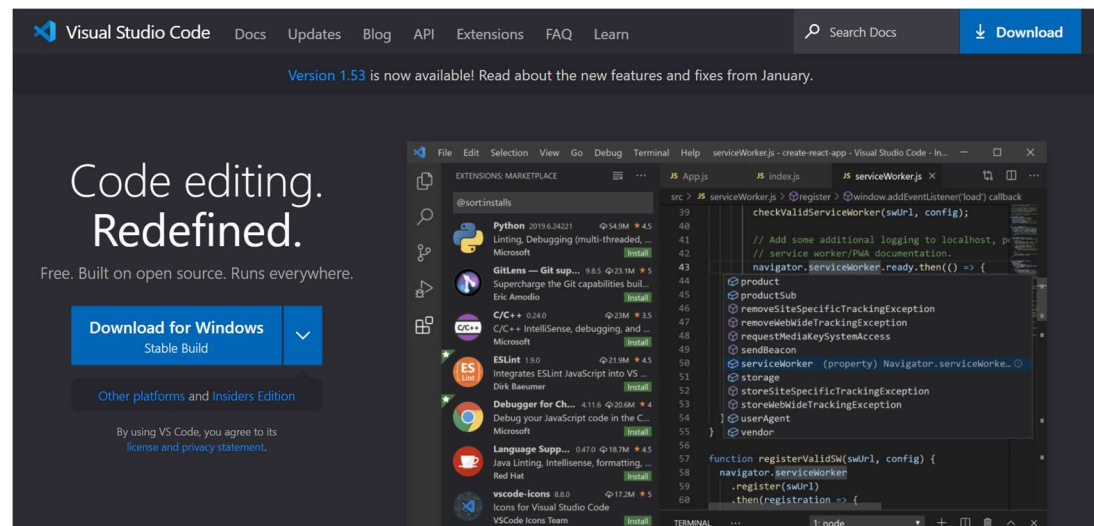 Visual Studio Code Docs Updates Blog API Extensions FAQ Learn Search Docs Download
Version 1.53 is now available! Read about the new features and fixes from January.
Code editing.
Redefined.
Free. Built on open source. Runs everywhere.
Download for Windows
Stable Build
Other platforms and Insiders Edition
By using VS Code, you agree to its
license and privacy statement.
File Edit Selection View Go Debug Terminal Help serviceWorker.js - create-react-app - Visual Studio Code - In...
EXTENSIONS: MARKETPLACE
@sort:installs
Python 2019.6.24221 54.9M ★ 4.5
Linting, Debugging (multi-threaded, ...
Microsoft Install
GitLens — Git sup... 9.8.5 23.1M ★ 5
Supercharge the Git capabilities buil...
Eric Amodio Install
C/C++ 0.24.0 23M ★ 3.5
C/C++ IntelliSense, debugging, and ...
Microsoft Install
C/C++
ESLint 1.9.0 21.9M ★ 4.5
Integrates ESLint JavaScript into VS ...
Dirk Baeumer Install
ES
Lint
Debugger for Ch... 4.11.6 20.6M ★ 4
Debug your JavaScript code in the C...
Microsoft Install
Language Supp... 0.47.0 18.7M ★ 4.5
Java Linting, Intellisense, formatting, ...
Red Hat Install
vscode-icons 8.8.0 17.2M ★ 5
Icons for Visual Studio Code
VSCode Icons Team Install
JS App.js JS index.js JS serviceWorker.js
src > JS serviceWorker.js > register > window.addEventListener('load') callback
39 checkValidServiceWorker(swUrl, config);
40
41 // Add some additional logging to localhost, p
42 // service worker/PWA documentation.
43 navigator.serviceWorker.ready.then(() => {
44 product
45 productSub
46 removeSiteSpecificTrackingException
47 removeWebWideTrackingException
48 requestMediaKeySystemAccess
49 sendBeacon
50 serviceWorker (property) Navigator.serviceWorke...
51 storage
52 storeSiteSpecificTrackingException
53 storeWebWideTrackingException
54 } userAgent
55 } vendor
56
57 function registerValidSW(swUrl, config) {
58 navigator.serviceWorker
59 .register(swUrl)
60 .then(registration => {
TERMINAL ... 1: node